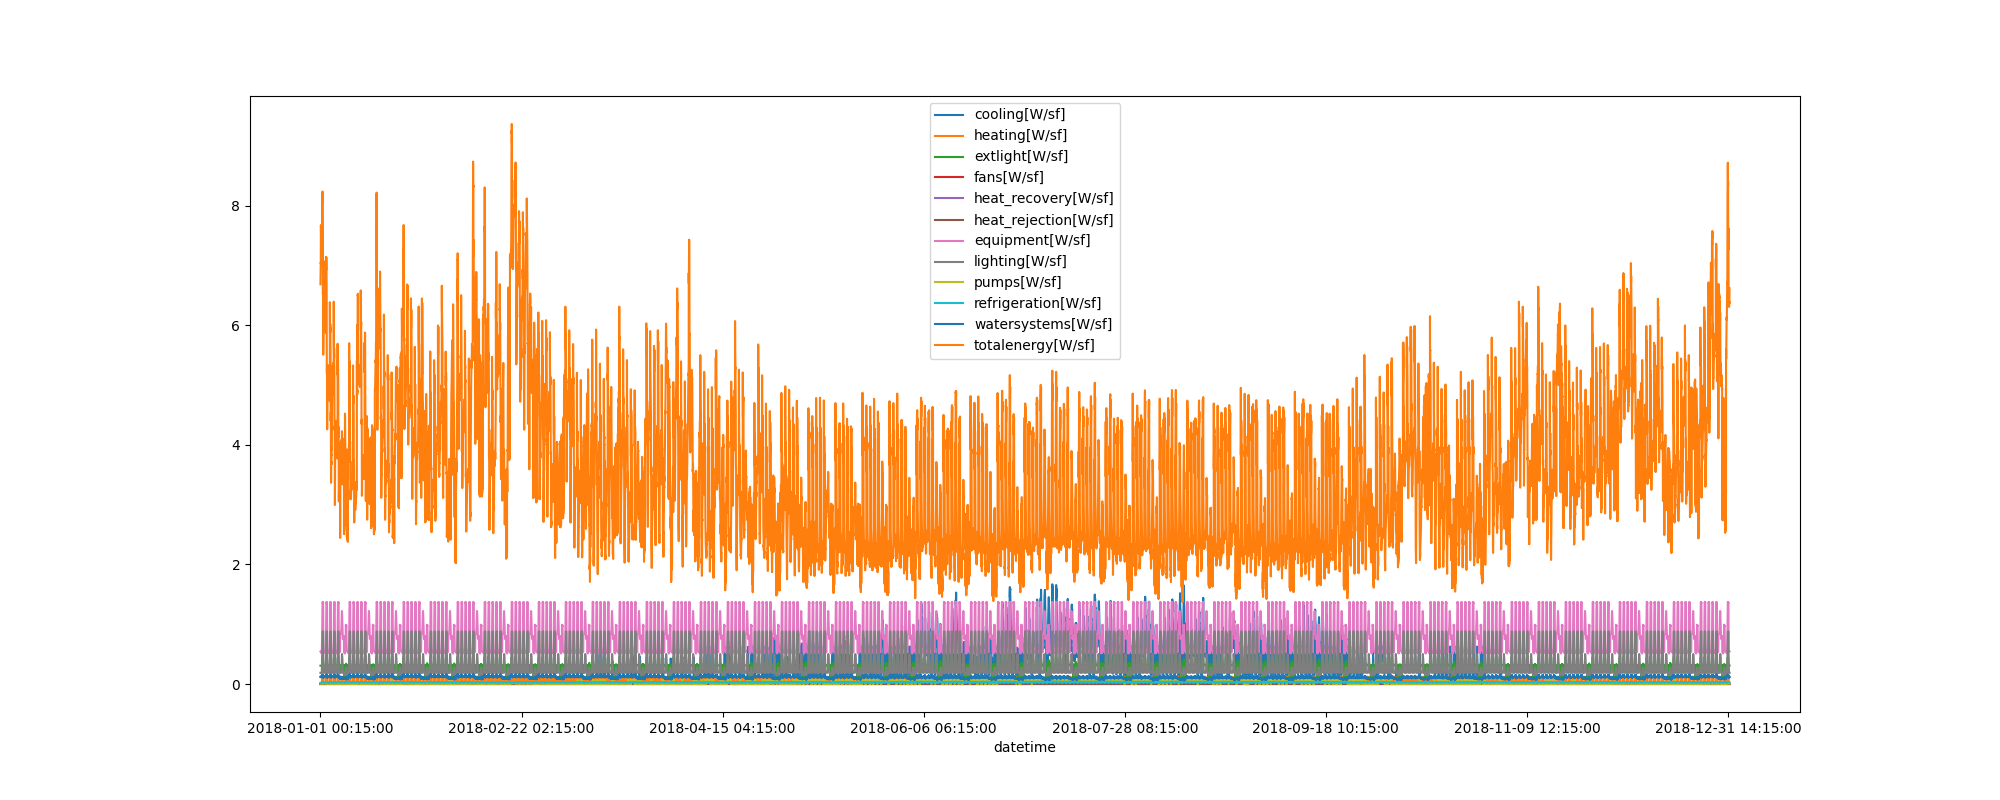 cooling[W/sf]
heating[W/sf]
extlight[W/sf]
fans[W/sf]
heat_recovery[W/sf]
heat_rejection[W/sf]
equipment[W/sf]
lighting[W/sf]
pumps[W/sf]
refrigeration[W/sf]
watersystems[W/sf]
totalenergy[W/sf]
8
6
4
2
0
2018-01-01 00:15:00 2018-02-22 02:15:00 2018-04-15 04:15:00 2018-06-06 06:15:00 2018-07-28 08:15:00 2018-09-18 10:15:00 2018-11-09 12:15:00 2018-12-31 14:15:00
datetime